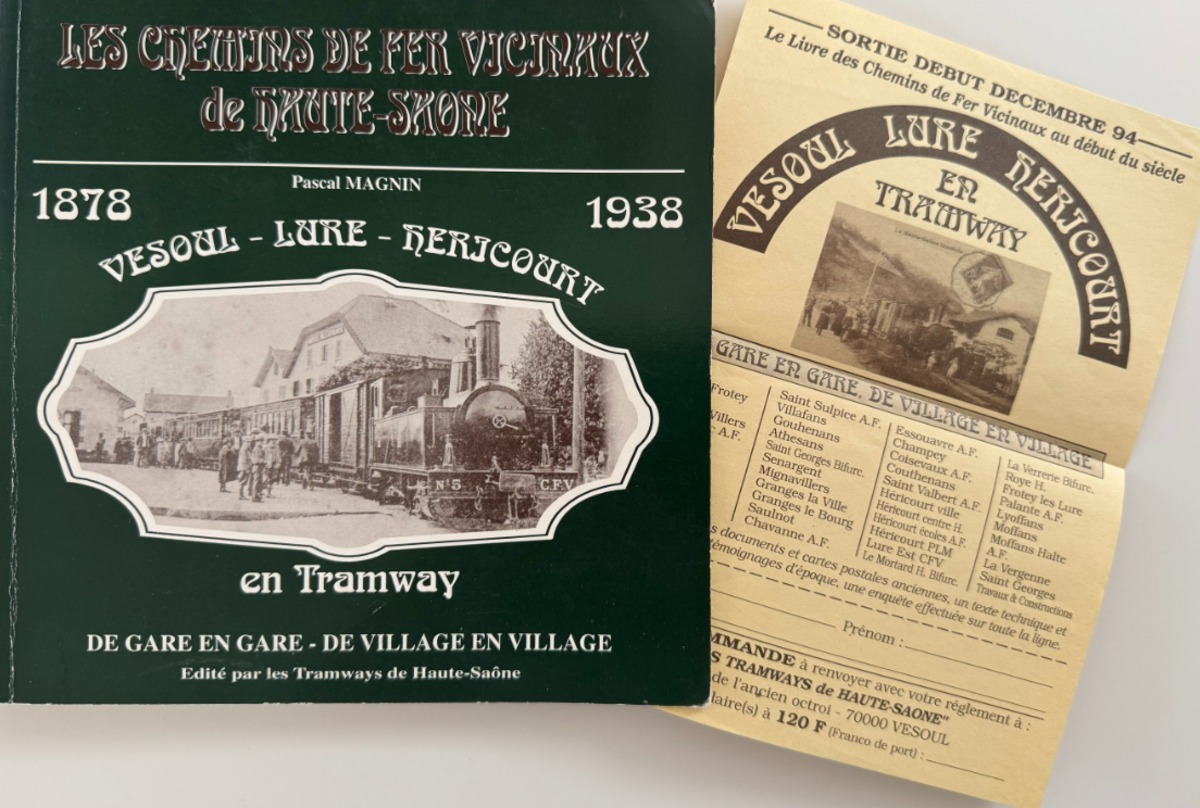 LES CHEMINS DE FER VICINAUX
de HAUTE-SAONE
Pascal MAGNIN
1878
1938
VESOUL - LURE - HERICOURT
N°5
C.F.V
en Tramway
DE GARE EN GARE - DE VILLAGE EN VILLAGE
Edité par les Tramways de Haute-Saône
SORTIE DEBUT DECEMBRE 94
Le Livre des Chemins de Fer Vicinaux au début du siècle
VESOUL LURE HERICOURT
EN
TRAMWAY
GARE EN GARE, DE VILLAGE EN VILLAGE
Frotey
Villers
A.F.
Saint Sulpice A.F.
Villafans
Gouhenans
Athesans
Saint Georges Bifurc.
Senargent
Mignavillers
Granges la Ville
Granges le Bourg
Saulnot
Chavanne A.F.
Essouavre A.F.
Champey
Coisevaux A.F.
Couthenans
Saint Valbert A.F.
Héricourt ville
Héricourt centre H.
Héricourt écoles A.F.
Héricourt PLM
Lure Est CFV
Le Mortard H. Bifurc.
La Verrerie Bifurc.
Roye H.
Frotey les Lure
Palante A.F.
Lyoffans
Moffans
Moffans Halte
A.F.
La Vergenne
Saint Georges
Travaux & Constructions
documents et cartes postales anciennes, un texte technique et
témoignages d'époque, une enquête effectuée sur toute la ligne.
Prénom :
MMANDE à renvoyer avec votre réglement à :
S TRAMWAYS de HAUTE-SAONE"
de l'ancien octroi - 70000 VESOUL
laire(s) à 120 F (Franco de port) :